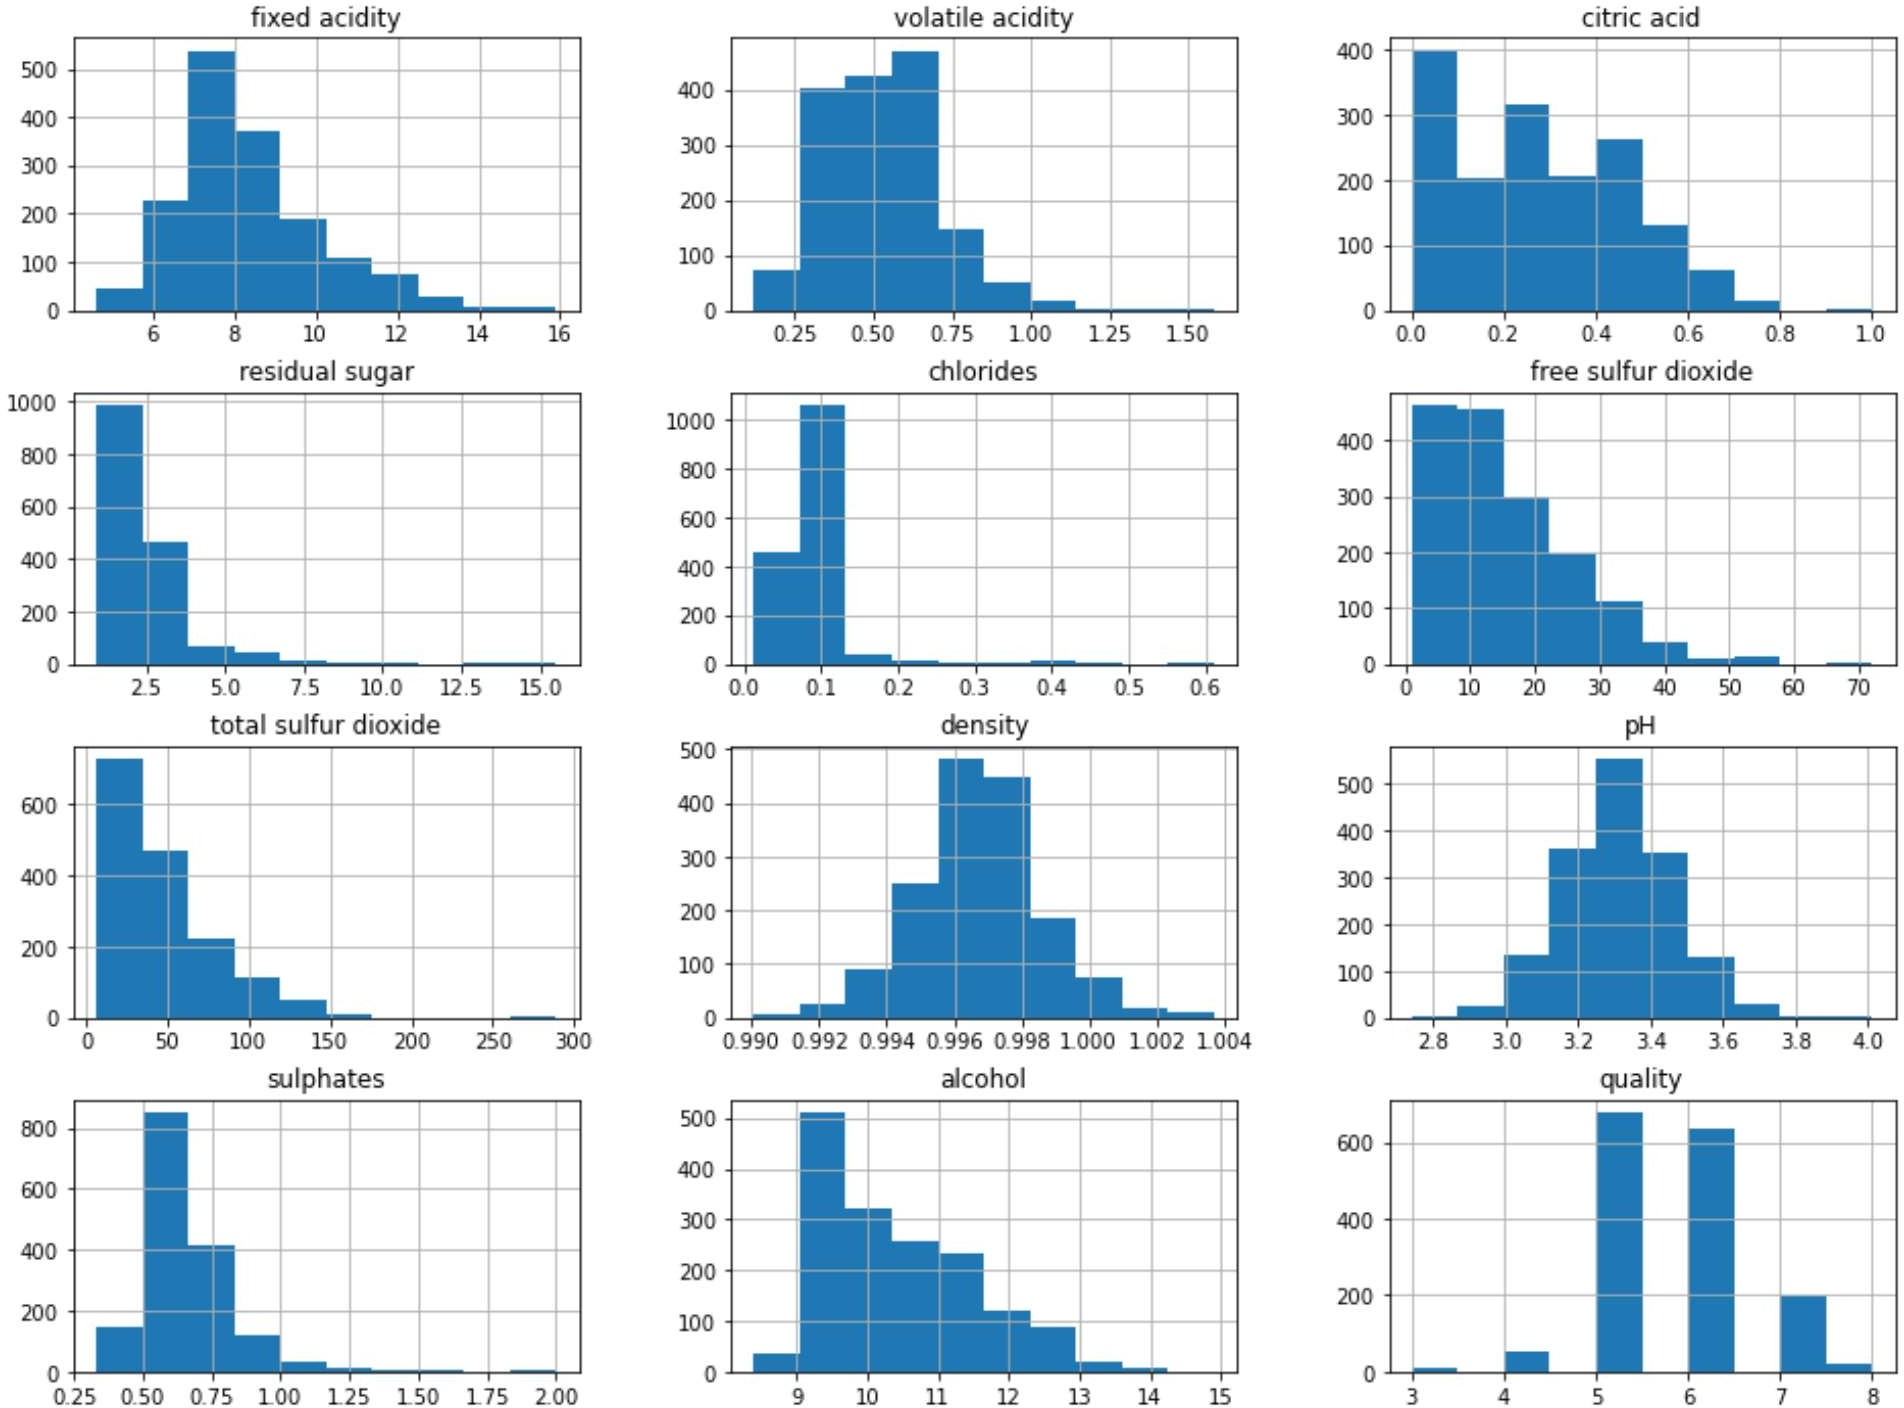 fixed acidity
500
400
300
200
100
0
6 8 10 12 14 16
volatile acidity
400
300
200
100
0
0.25 0.50 0.75 1.00 1.25 1.50
citric acid
400
300
200
100
0
0.0 0.2 0.4 0.6 0.8 1.0
residual sugar
1000
800
600
400
200
0
2.5 5.0 7.5 10.0 12.5 15.0
chlorides
1000
800
600
400
200
0
0.0 0.1 0.2 0.3 0.4 0.5 0.6
free sulfur dioxide
400
300
200
100
0
0 10 20 30 40 50 60 70
total sulfur dioxide
600
400
200
0
0 50 100 150 200 250 300
density
500
400
300
200
100
0
0.990 0.992 0.994 0.996 0.998 1.000 1.002 1.004
pH
500
400
300
200
100
0
2.8 3.0 3.2 3.4 3.6 3.8 4.0
sulphates
800
600
400
200
0
0.25 0.50 0.75 1.00 1.25 1.50 1.75 2.00
alcohol
500
400
300
200
100
0
9 10 11 12 13 14 15
quality
600
400
200
0
3 4 5 6 7 8